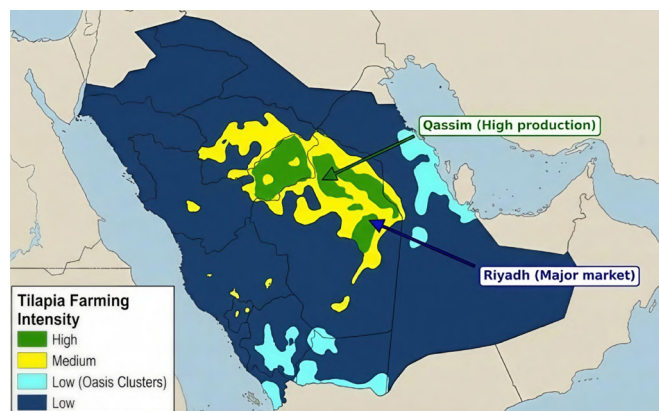 Qassim (High production)
Riyadh (Major market)
Tilapia Farming
Intensity
High
Medium
Low (Oasis Clusters)
Low